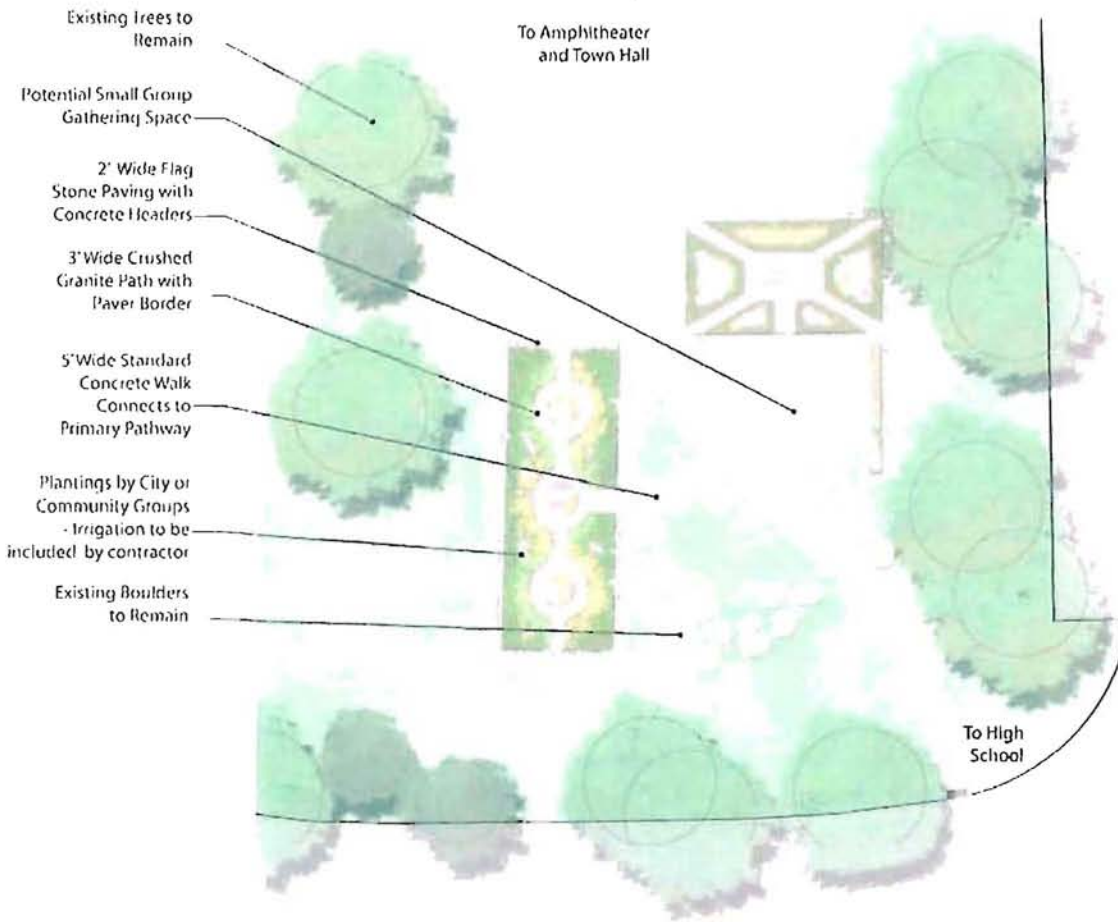 Existing Trees to
Remain
To Amphitheater
and Town Hall
Potential Small Group
Gathering Space
2' Wide Flag
Stone Paving with
Concrete Headers
3' Wide Crushed
Granite Path with
Paver Border
5' Wide Standard
Concrete Walk
Connects to
Primary Pathway
Plantings by City or
Community Groups
- Irrigation to be
included by contractor
Existing Boulders
to Remain
To High
School